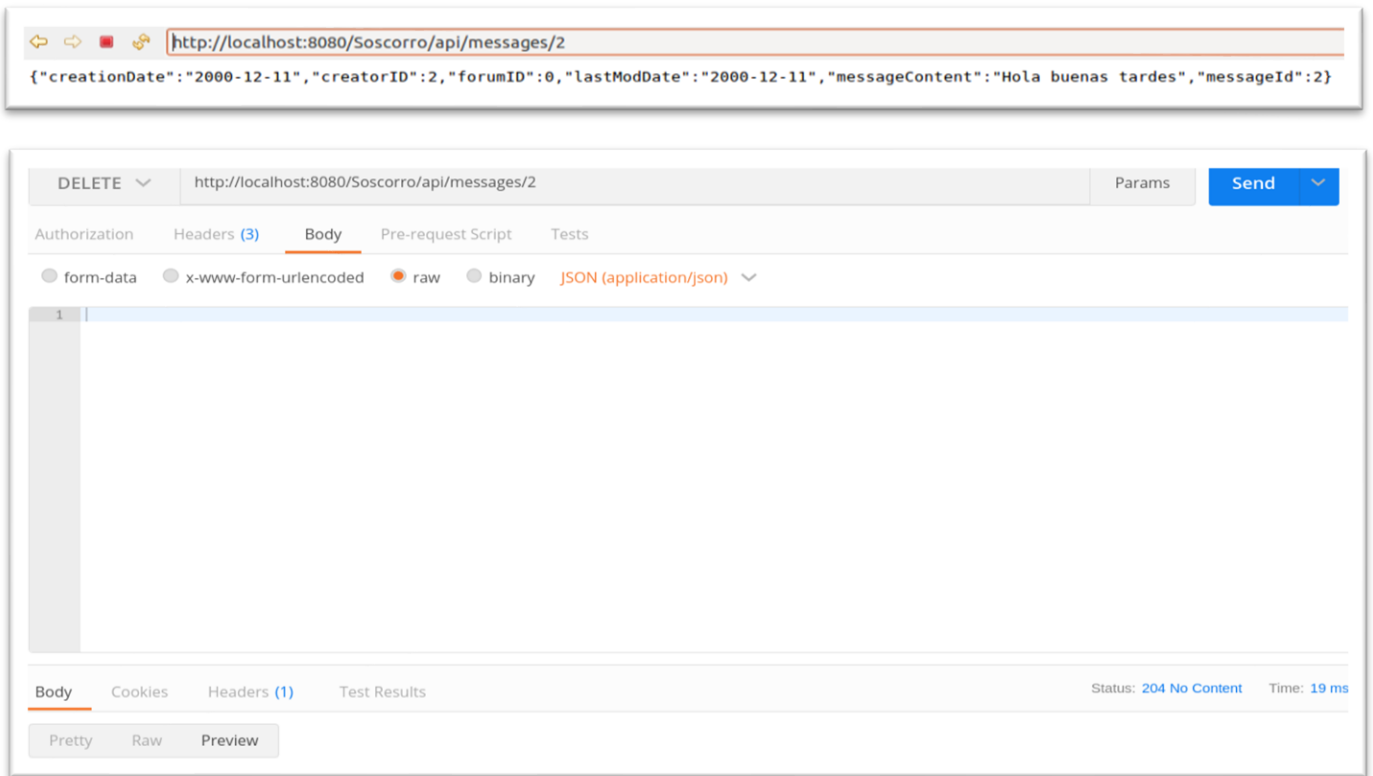 http://localhost:8080/Soscorro/api/messages/2
{"creationDate":"2000-12-11","creatorID":2,"forumID":0,"lastModDate":"2000-12-11","messageContent":"Hola buenas tardes","messageId":2}
DELETE http://localhost:8080/Soscorro/api/messages/2 Params Send
Authorization Headers (3) Body Pre-request Script Tests
form-data x-www-form-urlencoded raw binary JSON (application/json)
1
Body Cookies Headers (1) Test Results Status: 204 No Content Time: 19 ms
Pretty Raw Preview